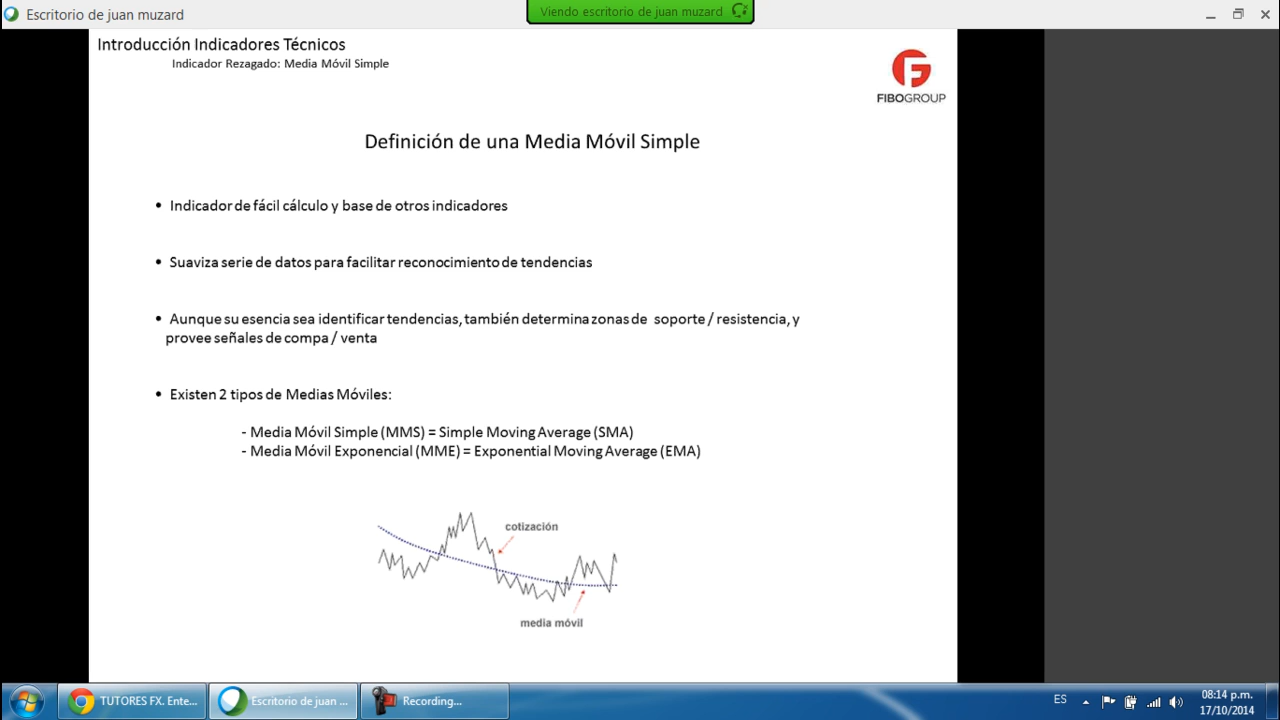 Escritorio de juan muzard
Viendo escritorio de juan muzard
Introducción Indicadores Técnicos
Indicador Rezagado: Media Móvil Simple
FIBOGROUP
Definición de una Media Móvil Simple
• Indicador de fácil cálculo y base de otros indicadores
• Suaviza serie de datos para facilitar reconocimiento de tendencias
• Aunque su esencia sea identificar tendencias, también determina zonas de soporte / resistencia, y
provee señales de compa / venta
• Existen 2 tipos de Medias Móviles:
- Media Móvil Simple (MMS) = Simple Moving Average (SMA)
- Media Móvil Exponencial (MME) = Exponential Moving Average (EMA)
cotización
media móvil
TUTORES FX. Ente...
Escritorio de juan ...
Recording...
ES
08:14 p.m.
17/10/2014